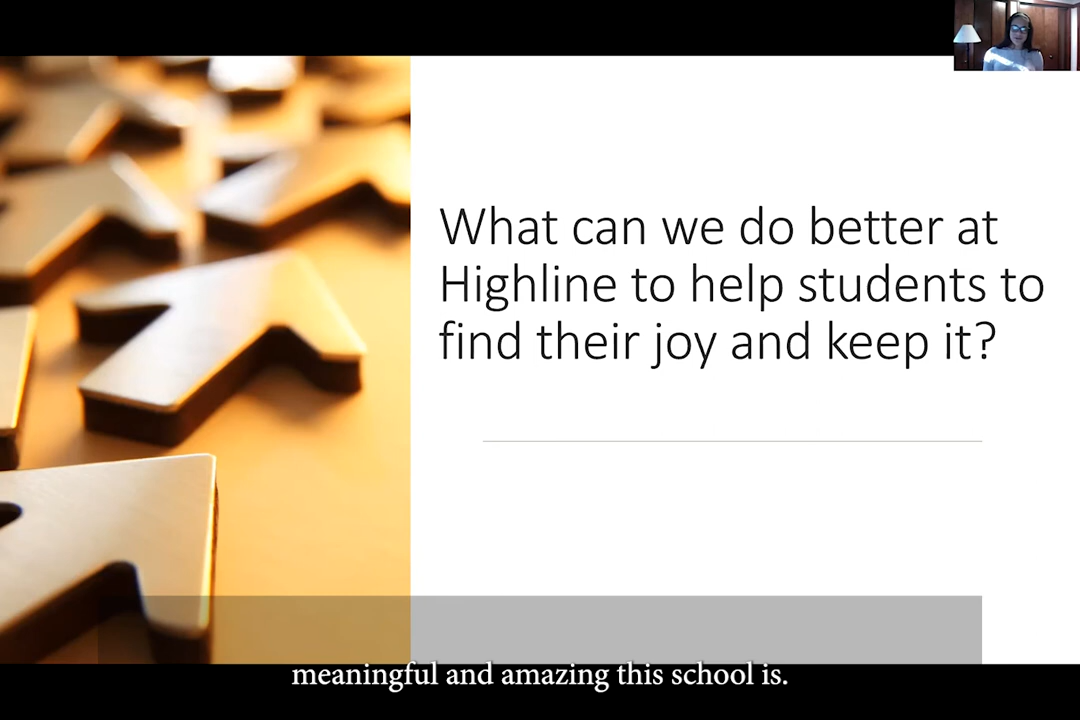 What can we do better at
Highline to help students to
find their joy and keep it?
meaningful and amazing this school is.